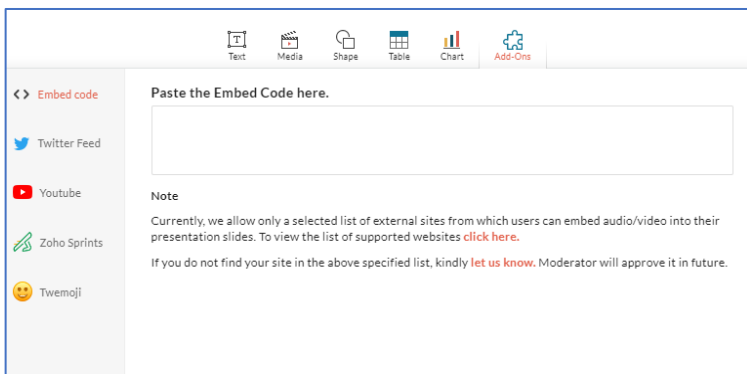 Text
Media
Shape
Table
Chart
Add-Ons
Embed code
Twitter Feed
Youtube
Zoho Sprints
Twemoji
Paste the Embed Code here.
Note
Currently, we allow only a selected list of external sites from which users can embed audio/video into their
presentation slides. To view the list of supported websites click here.
If you do not find your site in the above specified list, kindly let us know. Moderator will approve it in future.